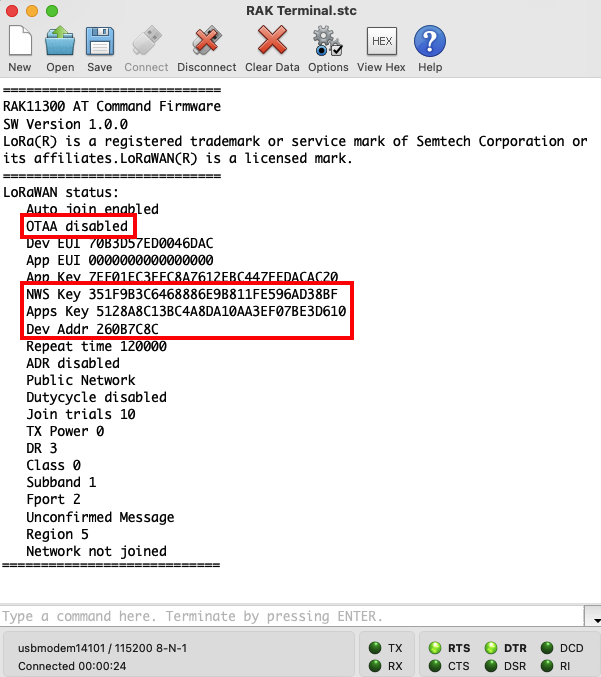 RAK Terminal.stc
New Open Save Connect Disconnect Clear Data Options View Hex Help
HEX
============================
RAK11300 AT Command Firmware
SW Version 1.0.0
LoRa(R) is a registered trademark or service mark of Semtech Corporation or
its affiliates.LoRaWAN(R) is a licensed mark.
============================
LoRaWAN status:
Auto join enabled
OTAA disabled
Dev EUI 70B3D57ED0046DAC
App EUI 0000000000000000
App Key 7EF01EC3EFC8A7612EBC447FEDACAC20
NWS Key 351F9B3C6468886E9B811FE596AD38BF
Apps Key 5128A8C13BC4A8DA10AA3EF07BE3D610
Dev Addr 260B7C8C
Repeat time 120000
ADR disabled
Public Network
Dutycycle disabled
Join trials 10
TX Power 0
DR 3
Class 0
Subband 1
Fport 2
Unconfirmed Message
Region 5
Network not joined
============================
Type a command here. Terminate by pressing ENTER.
usbmodem14101 / 115200 8-N-1
Connected 00:00:24
TX RTS DTR DCD
RX CTS DSR RI